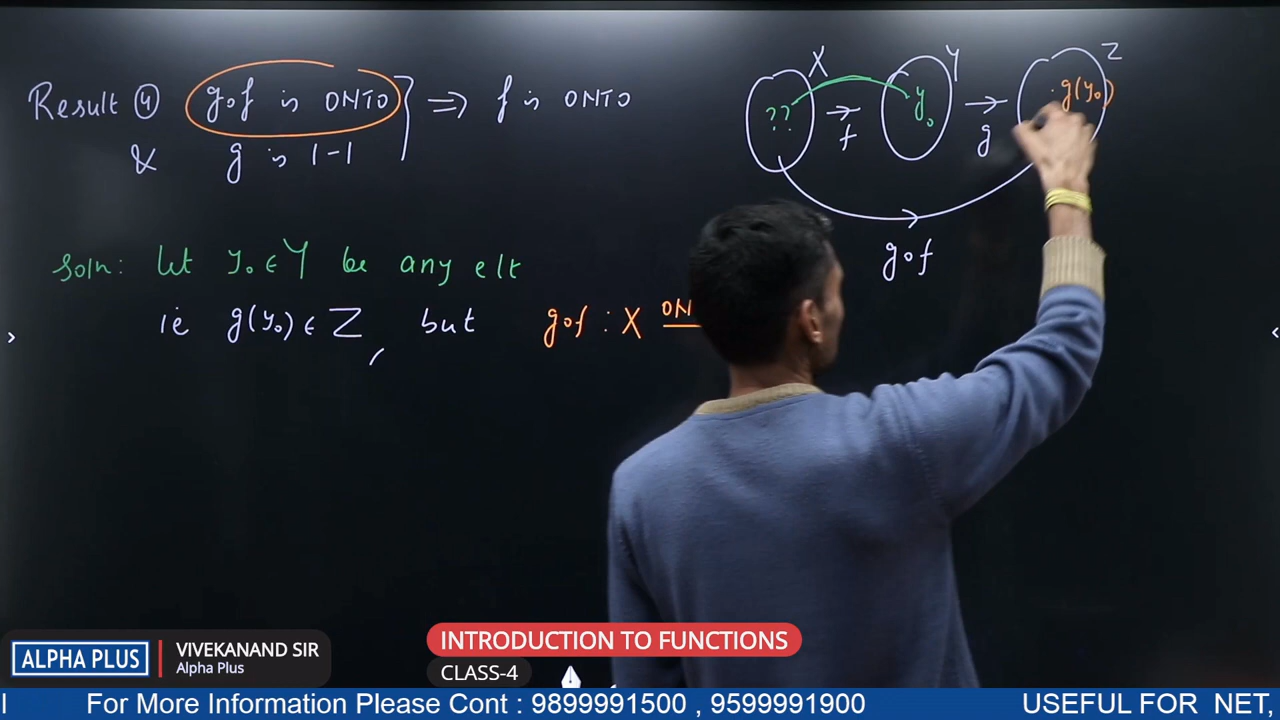 Result ④ gof is ONTO } ⇒ f is ONTO
& g is 1-1
X Y Z
?? y₀ g(y₀)
f g
gof
Soln: Let y₀ ∈ Y be any elt
ie g(y₀) ∈ Z, but gof : X ON
INTRODUCTION TO FUNCTIONS
CLASS-4
ALPHA PLUS
VIVEKANAND SIR
Alpha Plus
For More Information Please Cont : 9899991500 , 9599991900 USEFUL FOR NET,